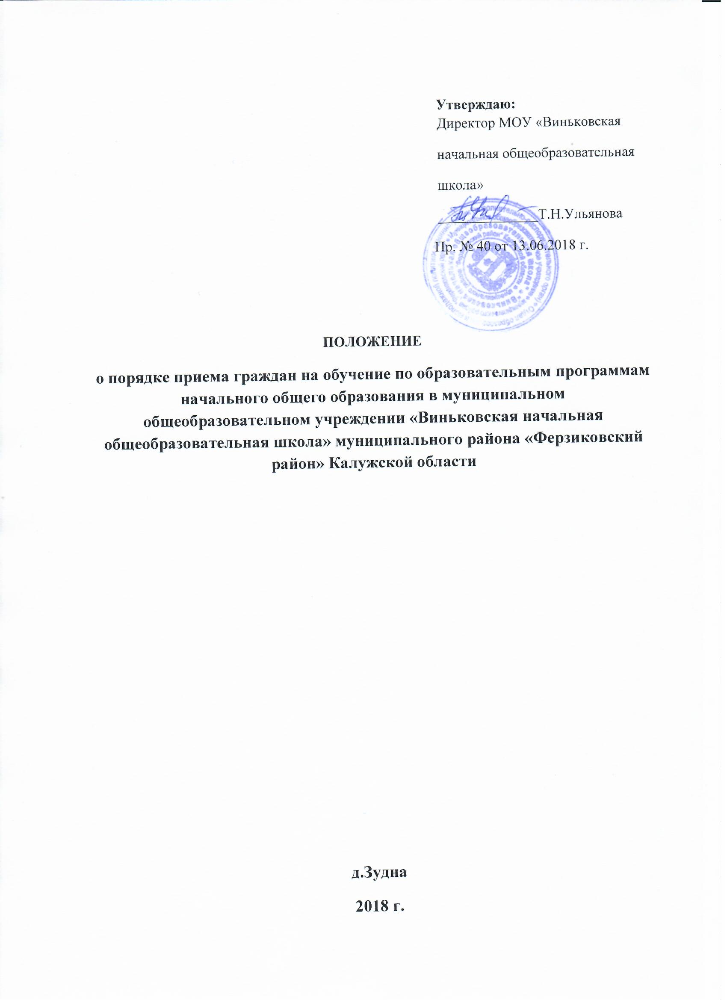 Утверждаю:
Директор МОУ «Виньковская
начальная общеобразовательная
школа»
Т.Н.Ульянова
Пр. № 40 от 13.06.2018 г.
ПОЛОЖЕНИЕ
о порядке приема граждан на обучение по образовательным программам
начального общего образования в муниципальном
общеобразовательном учреждении «Виньковская начальная
общеобразовательная школа» муниципального района «Ферзиковский
район» Калужской области
д.Зудна
2018 г.